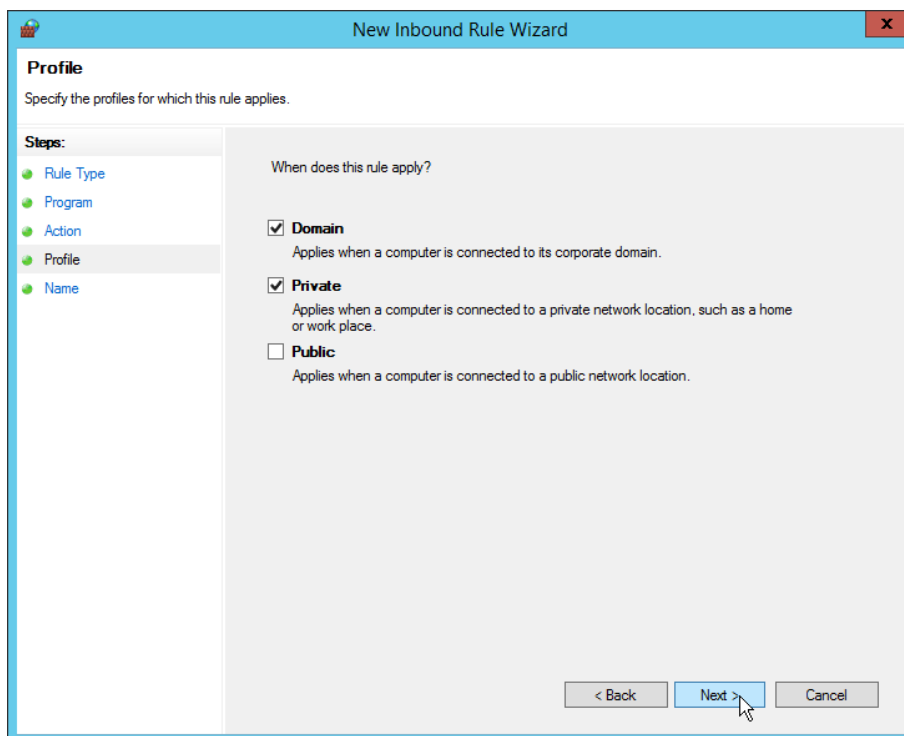 New Inbound Rule Wizard
x
Profile
Specify the profiles for which this rule applies.
Steps:
Rule Type
Program
Action
Profile
Name
When does this rule apply?
Domain
Applies when a computer is connected to its corporate domain.
Private
Applies when a computer is connected to a private network location, such as a home
or work place.
Public
Applies when a computer is connected to a public network location.
< Back
Next >
Cancel